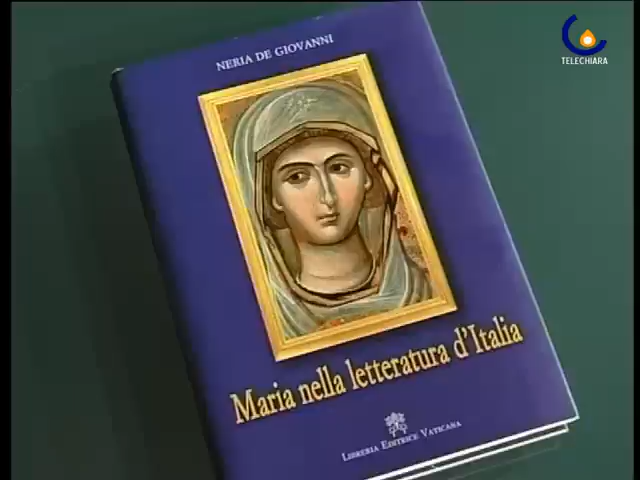 TELECHIARA
NERIA DE GIOVANNI
Maria nella letteratura d'Italia
LIBRERIA EDITRICE VATICANA